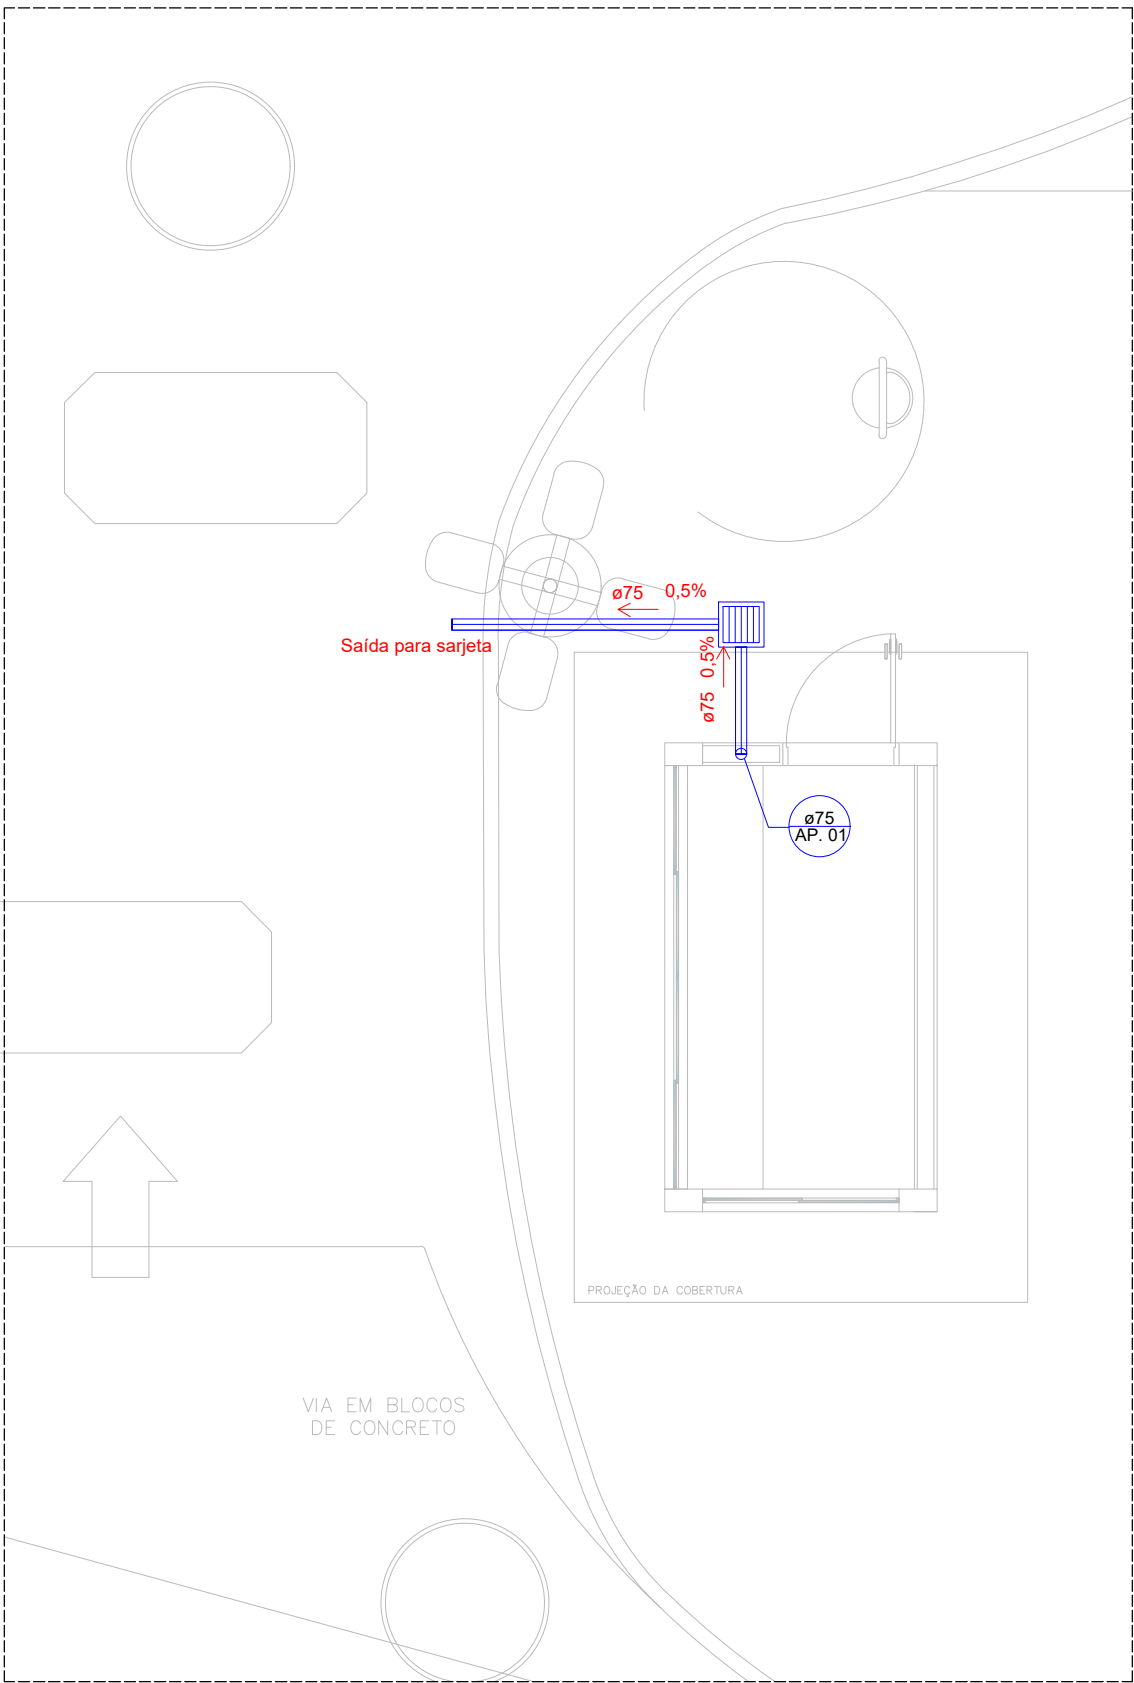 ø75 0,5%
Saída para sarjeta
ø75 0,5%
ø75
AP. 01
PROJEÇÃO DA COBERTURA
VIA EM BLOCOS
DE CONCRETO